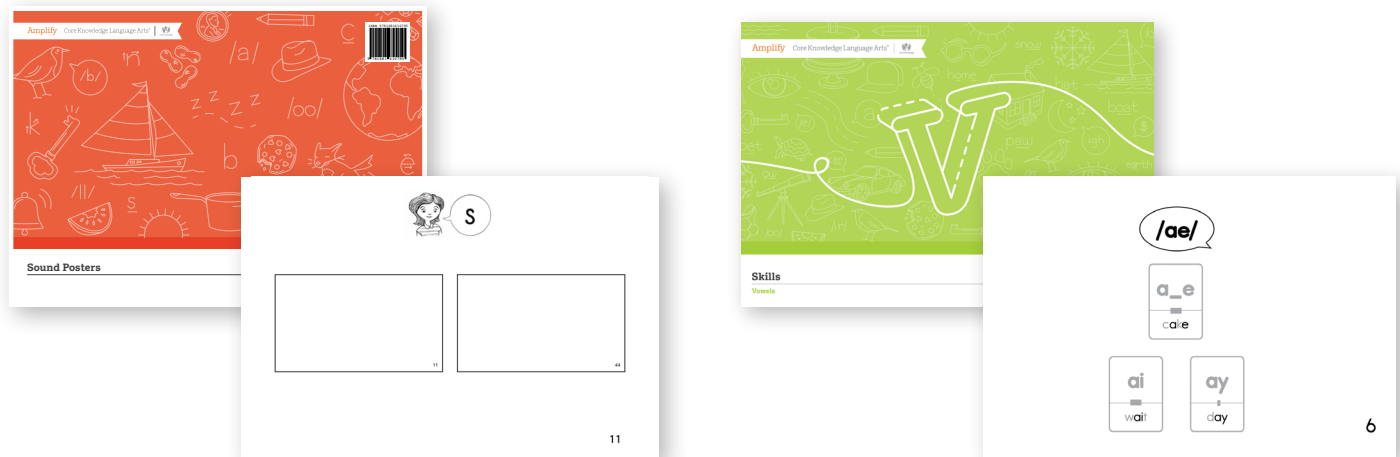 Amplify Core Knowledge Language Arts®
/b/
n
/a/
C
z z z z z z
/oo/
k
b
e
/l/
s
Sound Posters
S
11
44
11
Amplify Core Knowledge Language Arts®
snow
home
boat
paw
igh
earth
V
Skills
Vowels
/ae/
a_e
cake
ai
wait
ay
day
6